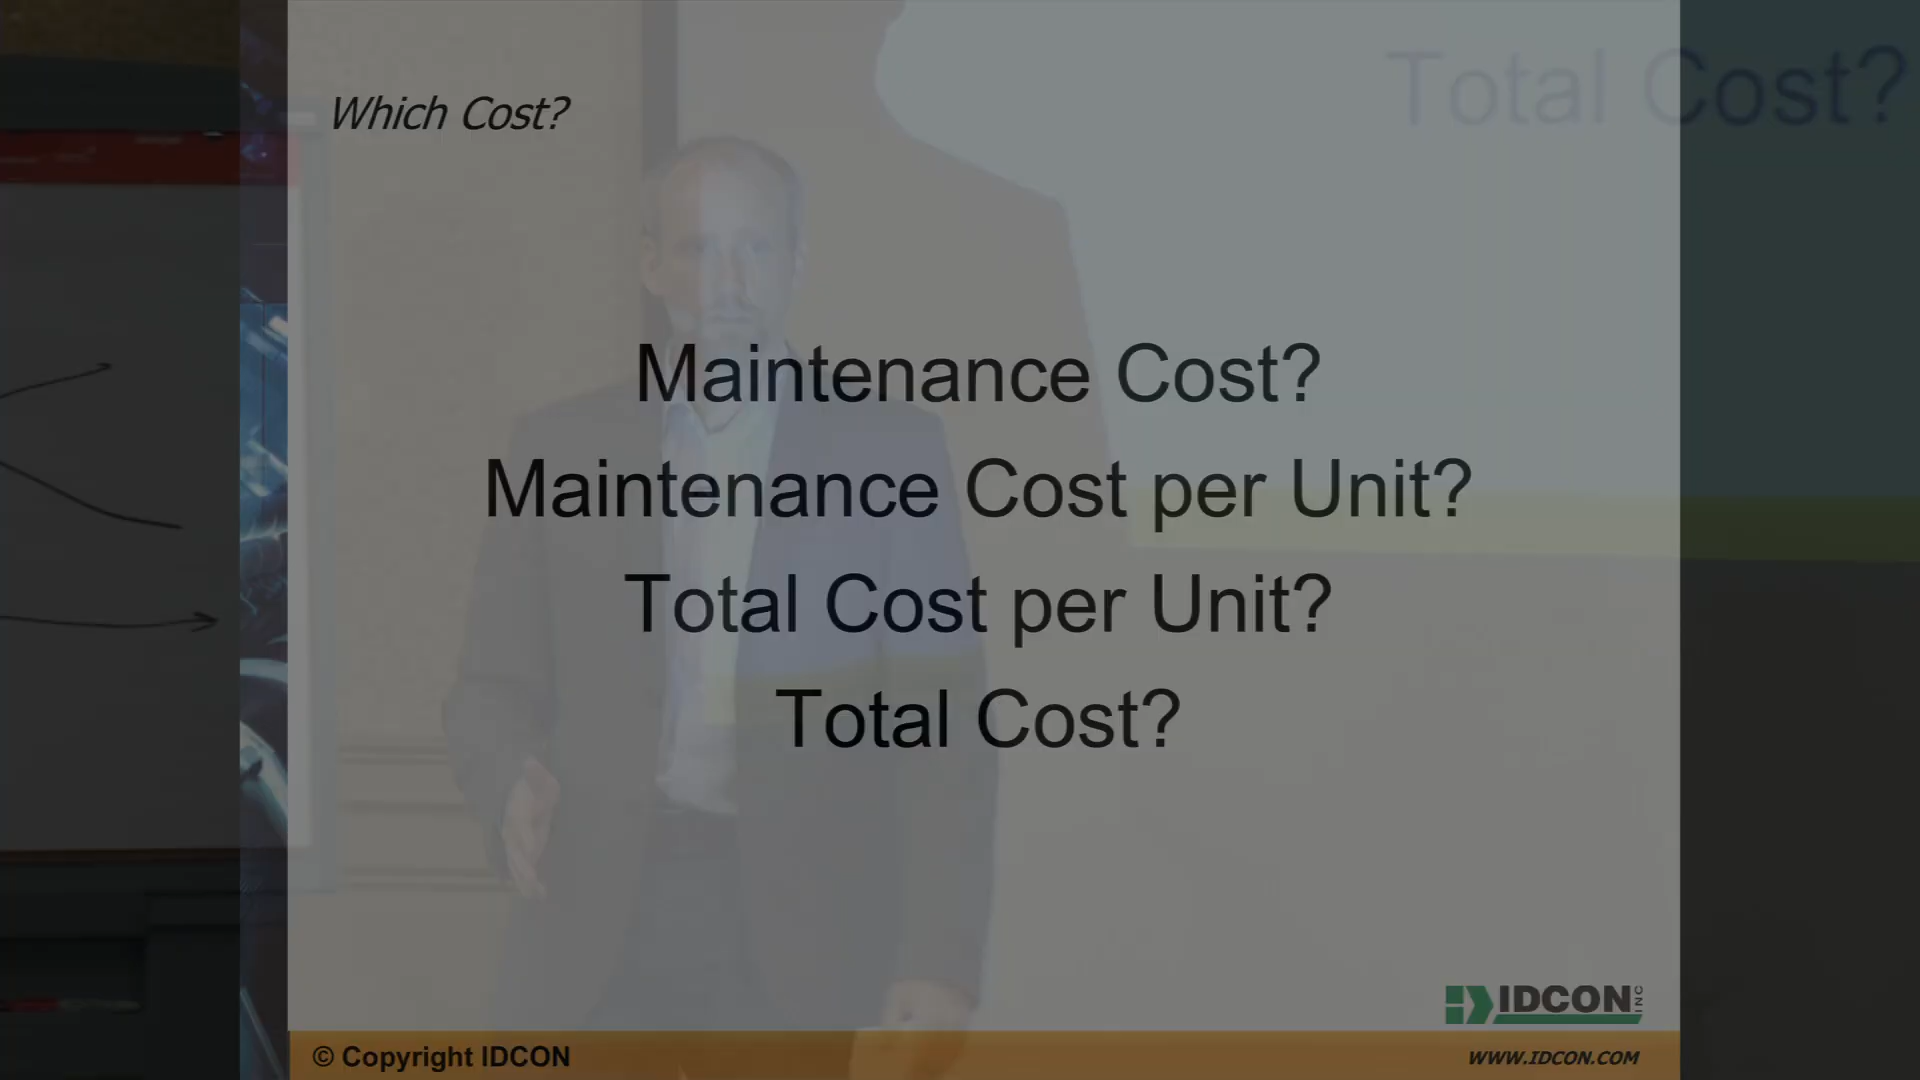 Total Cost?
Which Cost?
Maintenance Cost?
Maintenance Cost per Unit?
Total Cost per Unit?
Total Cost?
IDCON INC
© Copyright IDCON
WWW.IDCON.COM